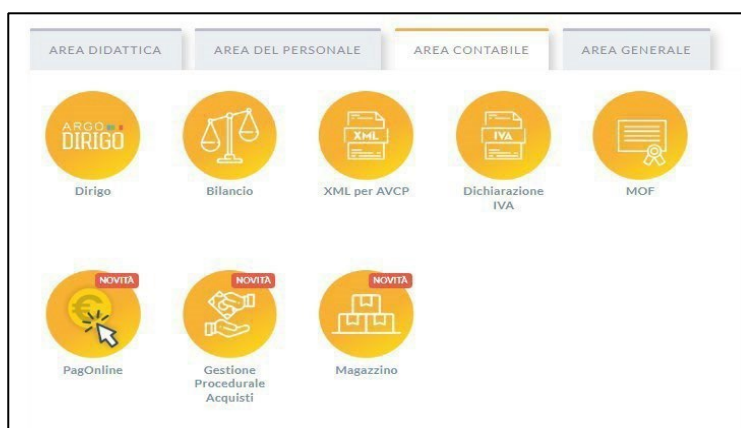 AREA DIDATTICA
AREA DEL PERSONALE
AREA CONTABILE
AREA GENERALE
ARGO
DIRIGO
XML
IVA
Dirigo
Bilancio
XML per AVCP
Dichiarazione
IVA
MOF
NOVITÀ
NOVITÀ
NOVITÀ
€
PagOnline
Gestione
Procedurale
Acquisti
Magazzino